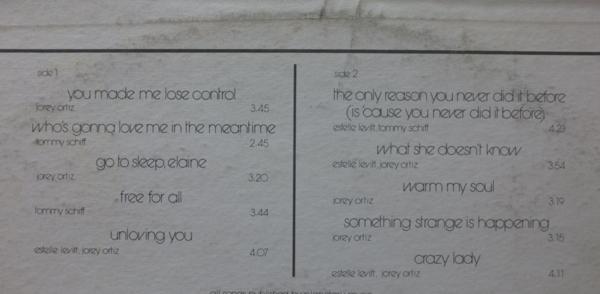 side 1
you made me lose control
jorey ortiz 3.45
who's gonna love me in the meantime
tommy schiff 2.45
go to sleep, elaine
jorey ortiz 3.20
free for all
tommy schiff 3.44
unloving you
estelle levitt, jorey ortiz 4.07
side 2
the only reason you never did it before
(is 'cause you never did it before)
estelle levitt, tommy schiff 4.23
what she doesn't know
estelle levitt, jorey ortiz 3.54
warm my soul
jorey ortiz 3.19
something strange is happening
jorey ortiz 3.15
crazy lady
estelle levitt, jorey ortiz 4.11